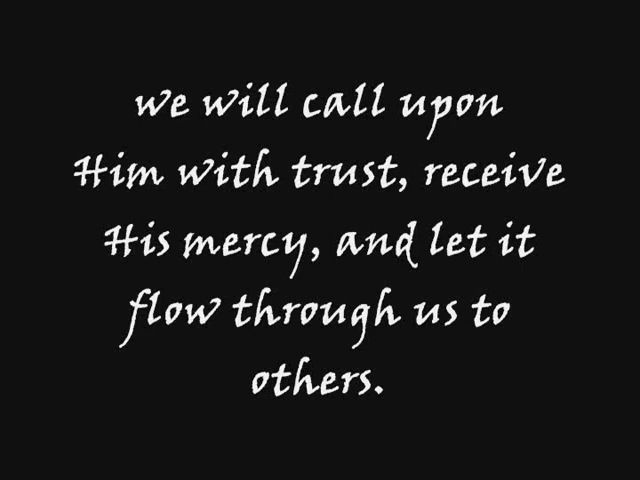 we will call upon
Him with trust, receive
His mercy, and let it
flow through us to
others.